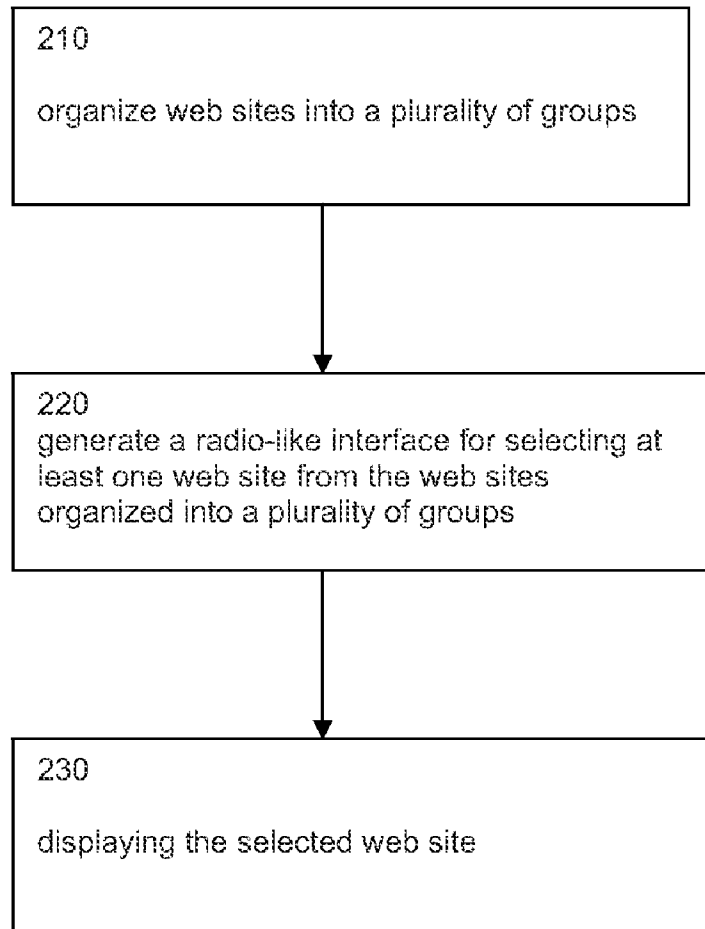 210
organize web sites into a plurality of groups
220
generate a radio-like interface for selecting at
least one web site from the web sites
organized into a plurality of groups
230
displaying the selected web site